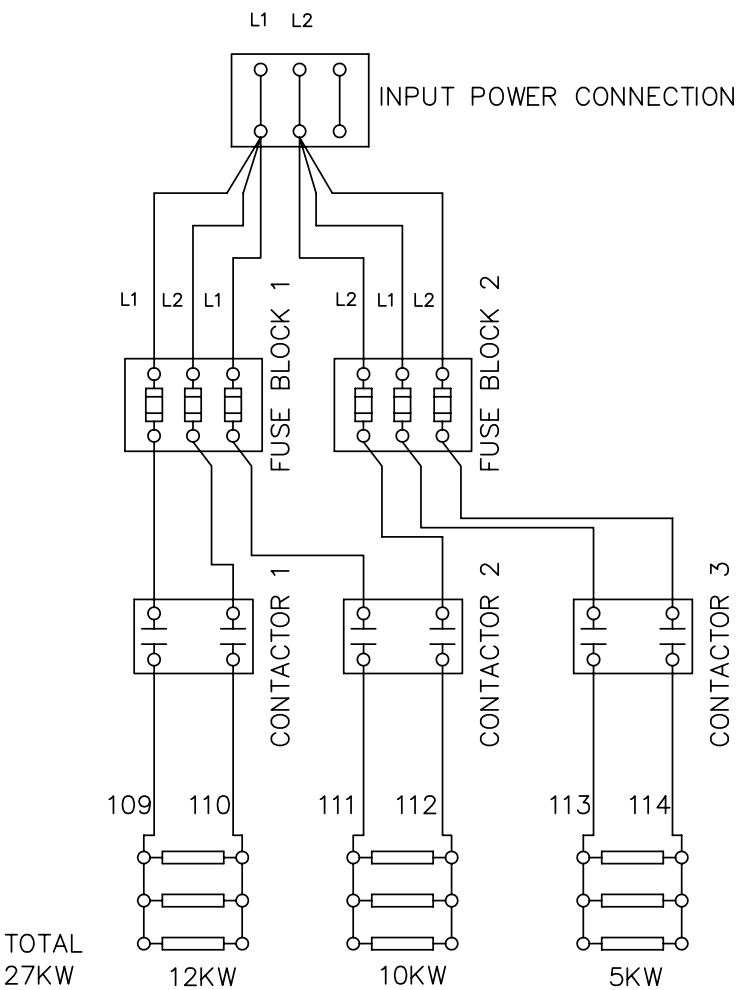 L1 L2
INPUT POWER CONNECTION
L1 L2 L1
FUSE BLOCK 1
L2 L1 L2
FUSE BLOCK 2
CONTACTOR 1
CONTACTOR 2
CONTACTOR 3
109 110 111 112 113 114
TOTAL
27KW 12KW 10KW 5KW